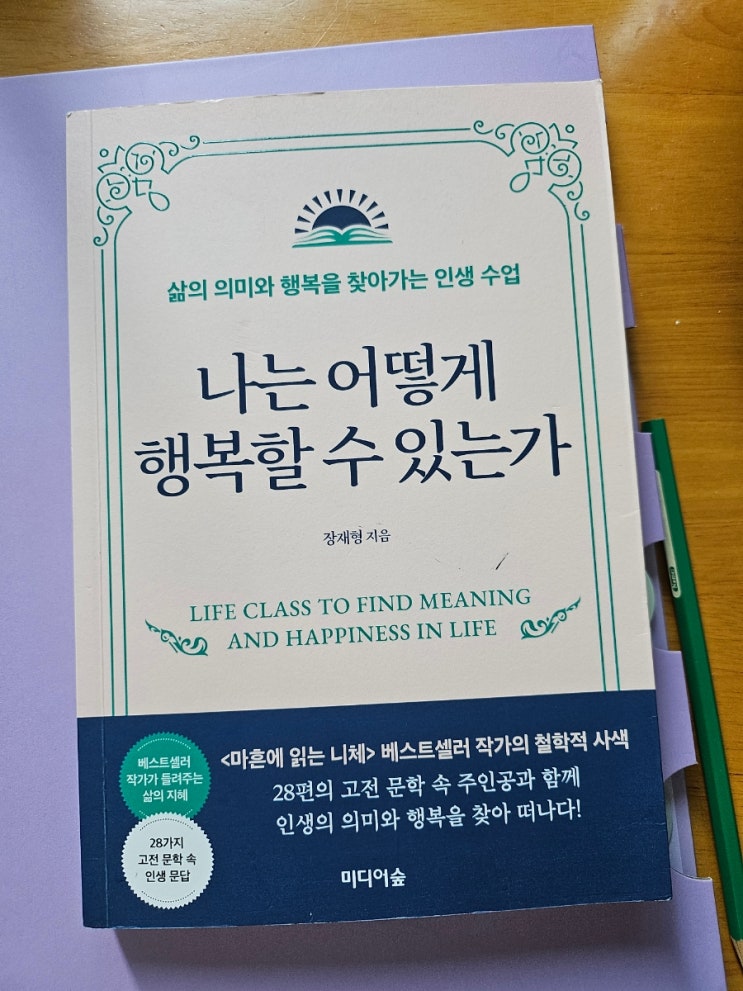 삶의 의미와 행복을 찾아가는 인생 수업
나는 어떻게
행복할 수 있는가
장재형 지음
LIFE CLASS TO FIND MEANING
AND HAPPINESS IN LIFE
베스트셀러
작가가 들려주는
삶의 지혜
<마흔에 읽는 니체> 베스트셀러 작가의 철학적 사색
28편의 고전 문학 속 주인공과 함께
인생의 의미와 행복을 찾아 떠나다!
28가지
고전 문학 속
인생 문답
미디어숲